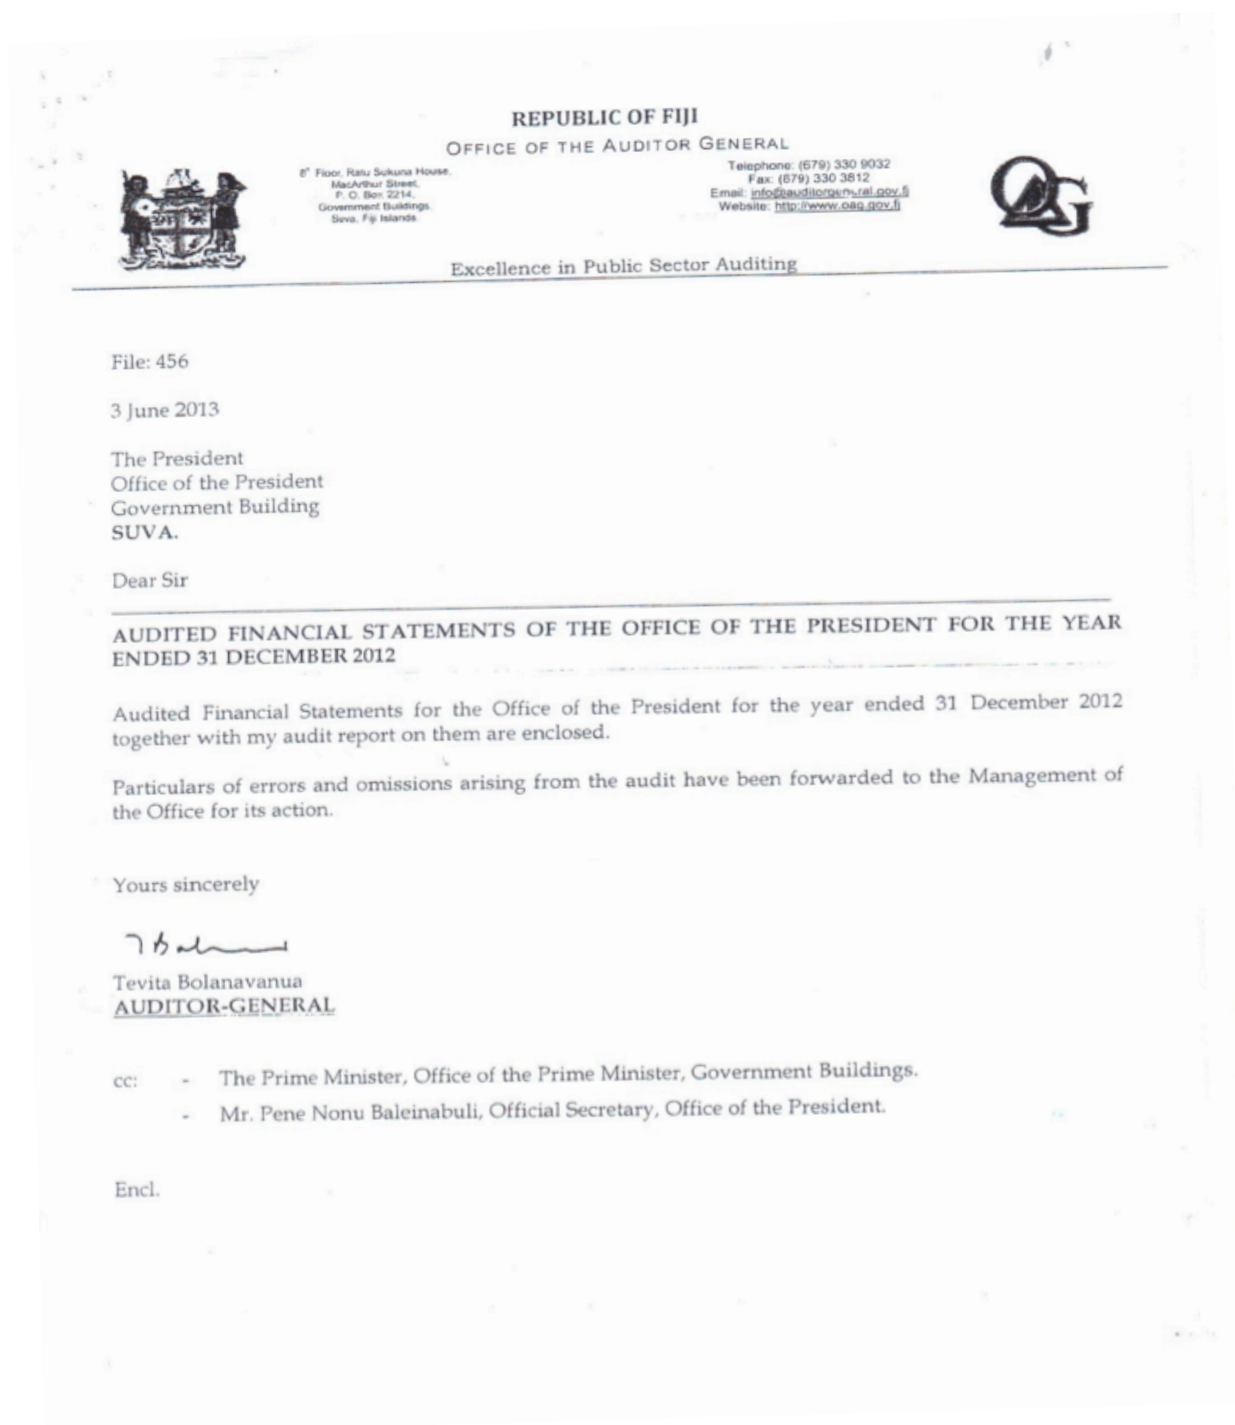 REPUBLIC OF FIJI
OFFICE OF THE AUDITOR GENERAL
8th Floor, Ratu Sukuna House,
MacArthur Street,
P. O. Box 2214,
Government Buildings
Suva, Fiji Islands.
Telephone: (679) 330 9032
Fax: (679) 330 3812
Email: info@auditorgeneral.gov.fj
Website: http://www.oag.gov.fj
OAG
Excellence in Public Sector Auditing
File: 456
3 June 2013
The President
Office of the President
Government Building
SUVA.
Dear Sir
AUDITED FINANCIAL STATEMENTS OF THE OFFICE OF THE PRESIDENT FOR THE YEAR
ENDED 31 DECEMBER 2012
Audited Financial Statements for the Office of the President for the year ended 31 December 2012
together with my audit report on them are enclosed.
Particulars of errors and omissions arising from the audit have been forwarded to the Management of
the Office for its action.
Yours sincerely
Tevita Bolanavanua
AUDITOR-GENERAL
cc: - The Prime Minister, Office of the Prime Minister, Government Buildings.
- Mr. Pene Nonu Baleinabuli, Official Secretary, Office of the President.
Encl.